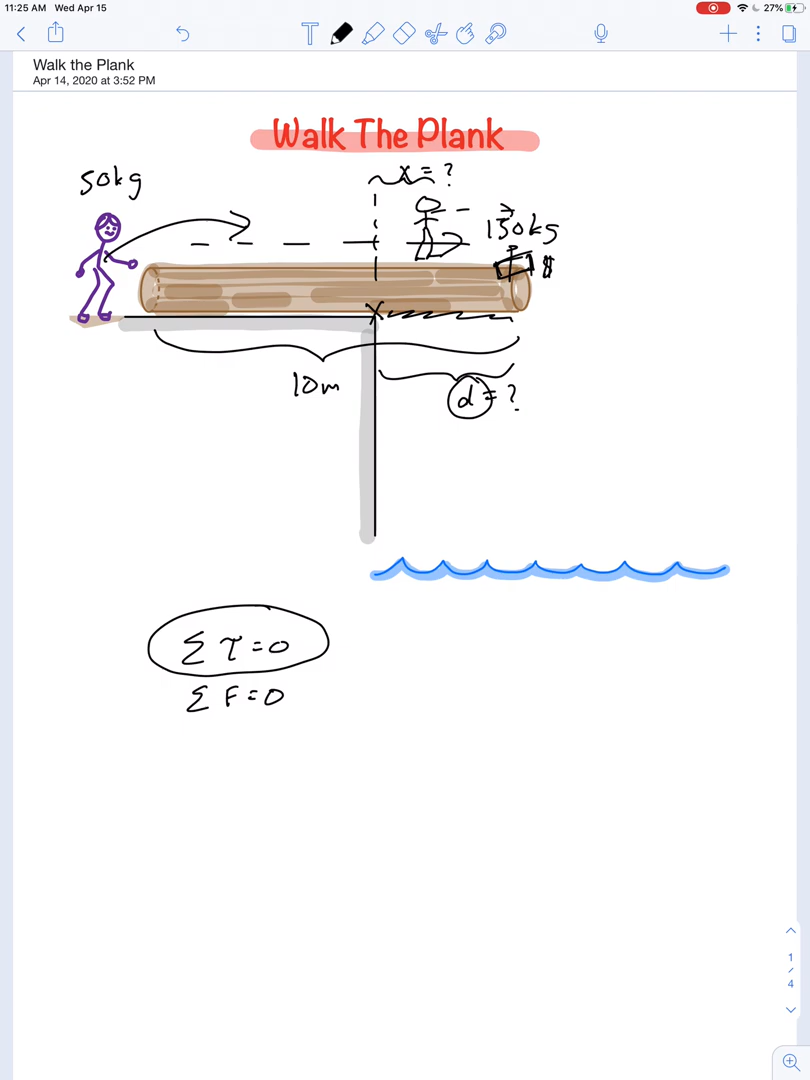 11:25 AM Wed Apr 15
27%
T
Walk the Plank
Apr 14, 2020 at 3:52 PM
Walk The Plank
50kg
x = ?
150kg
$
x
10m
d = ?
Σ τ = 0
Σ F = 0
1
/
4